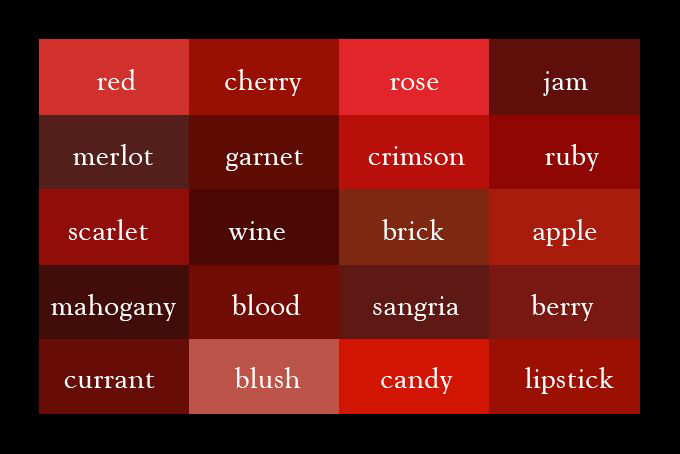 red cherry rose jam
merlot garnet crimson ruby
scarlet wine brick apple
mahogany blood sangria berry
currant blush candy lipstick